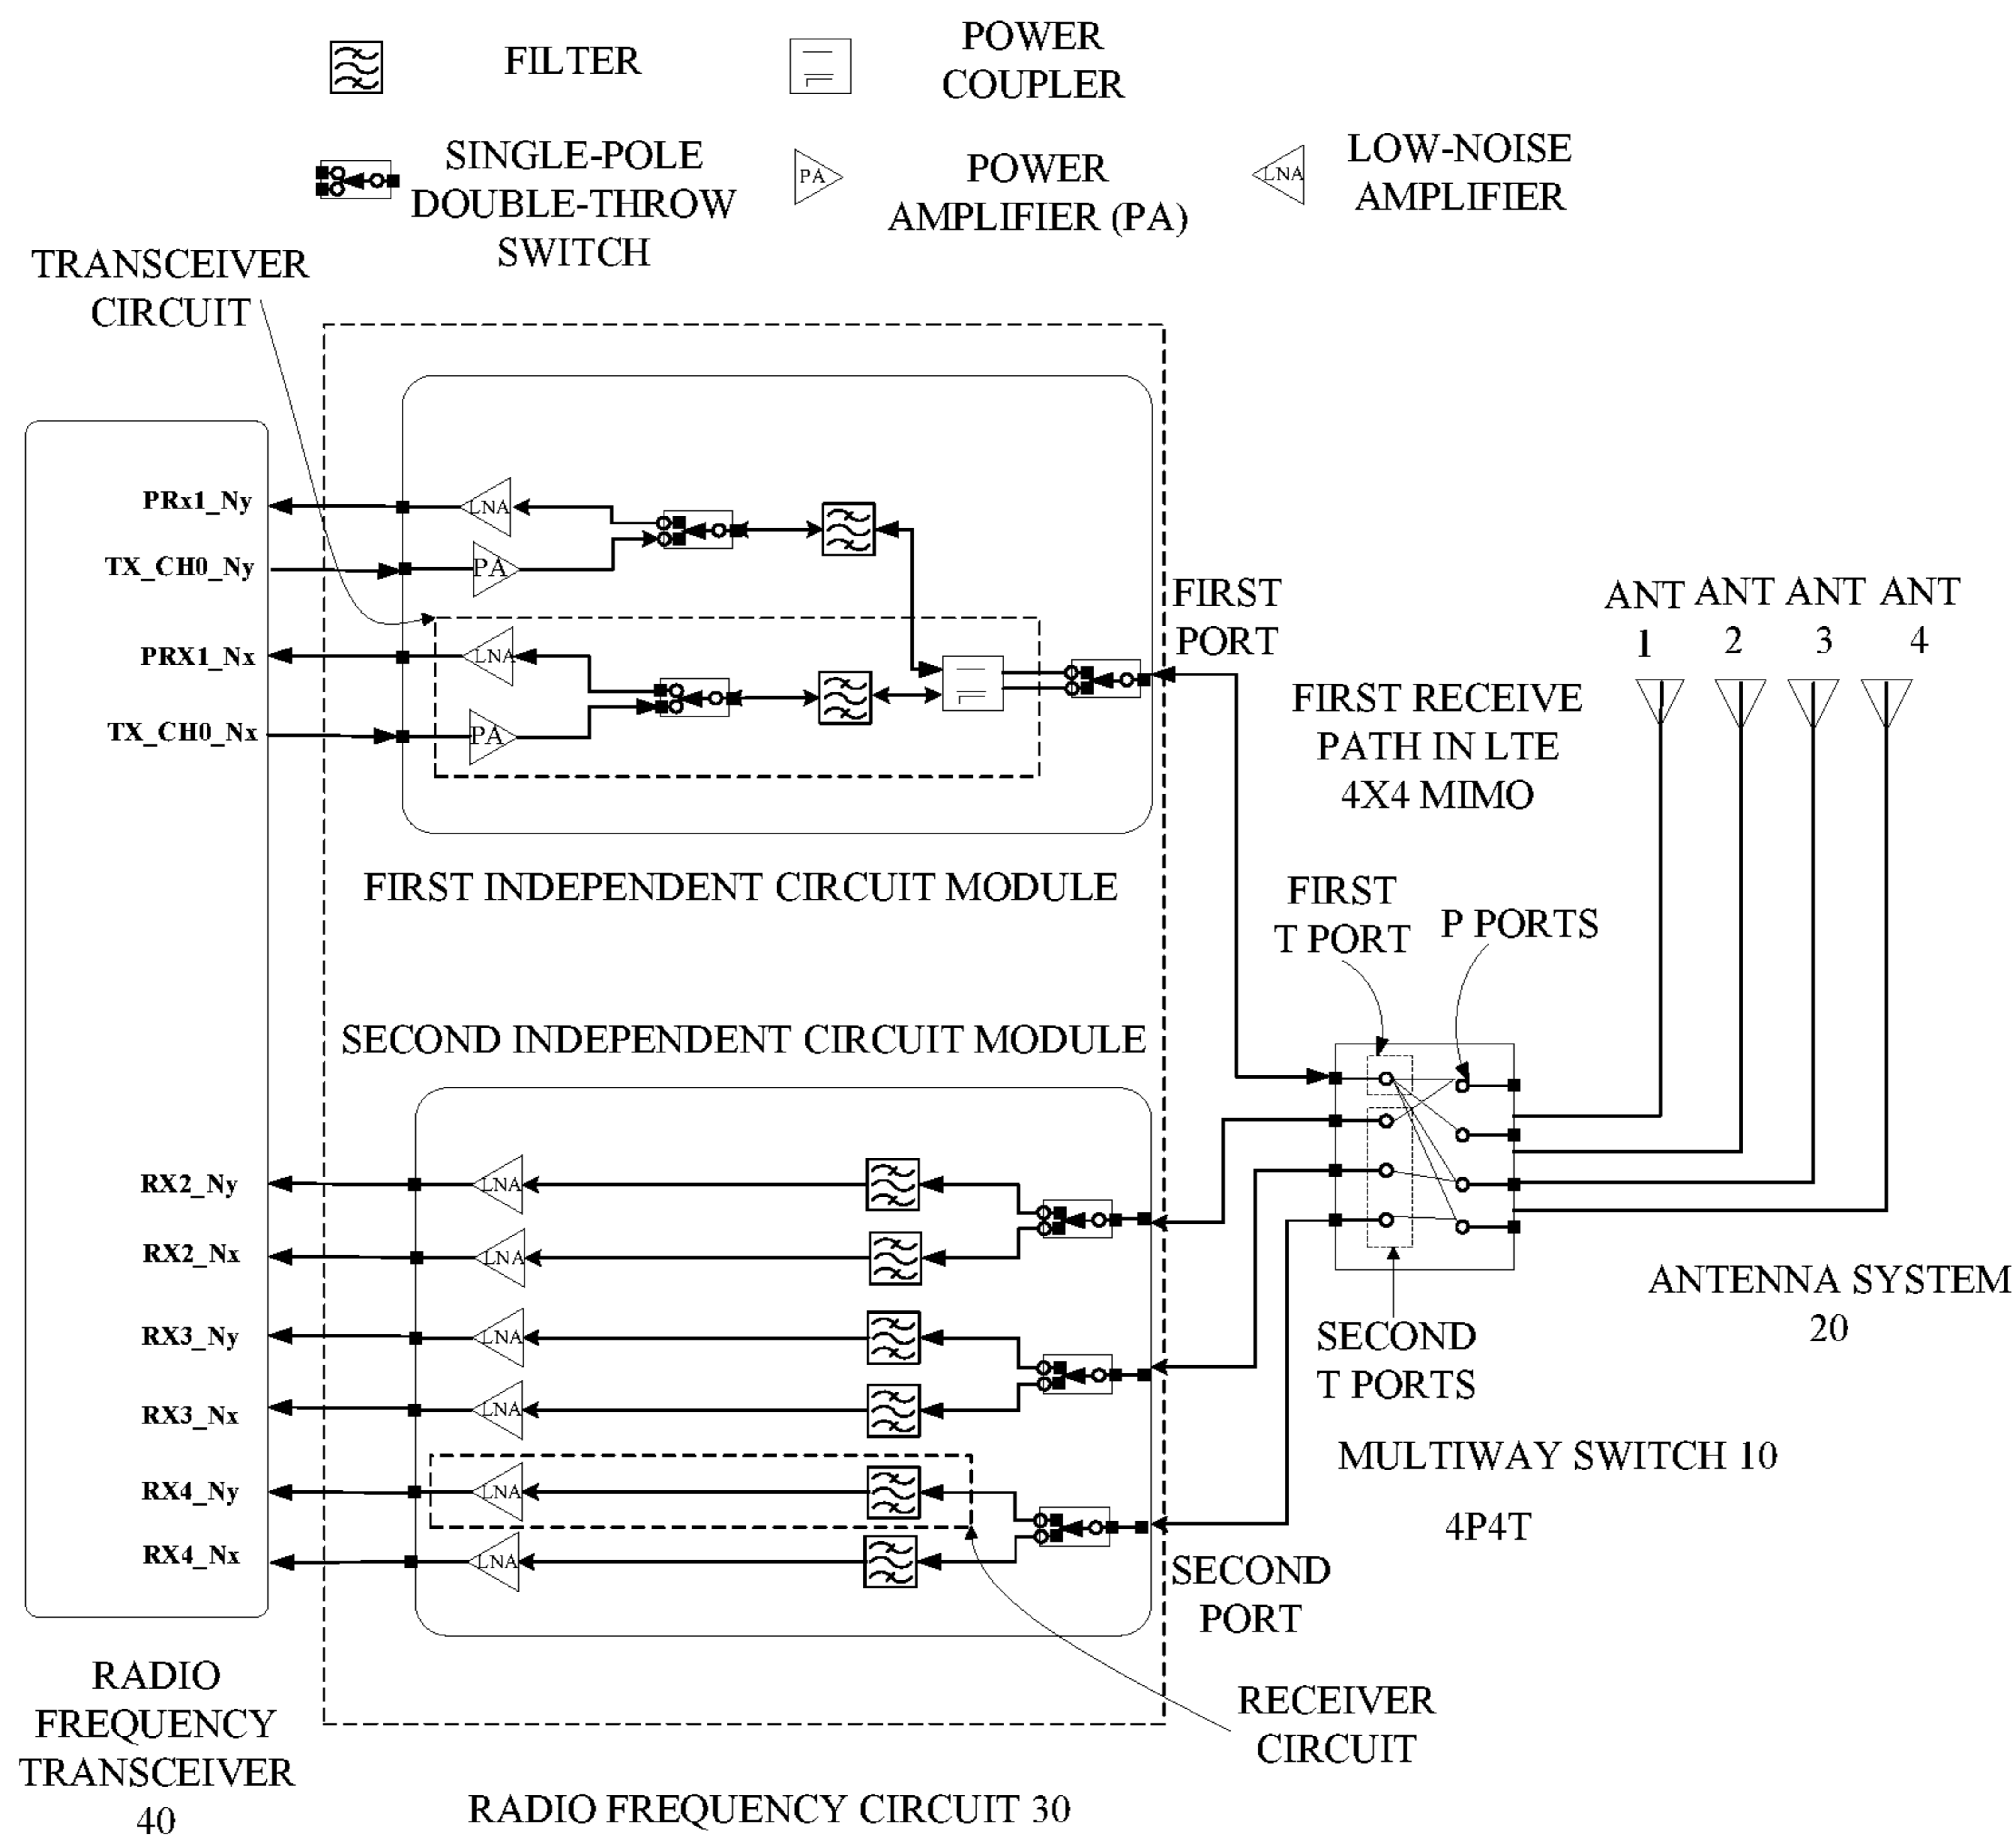 FILTER
POWER
COUPLER
SINGLE-POLE
DOUBLE-THROW
SWITCH
PA
POWER
AMPLIFIER (PA)
LNA
LOW-NOISE
AMPLIFIER
TRANSCEIVER
CIRCUIT
PRx1_Ny
LNA
TX_CH0_Ny
PA
PRX1_Nx
LNA
TX_CH0_Nx
PA
FIRST
PORT
FIRST INDEPENDENT CIRCUIT MODULE
FIRST RECEIVE
PATH IN LTE
4X4 MIMO
ANT
1
ANT
2
ANT
3
ANT
4
FIRST
T PORT
P PORTS
SECOND INDEPENDENT CIRCUIT MODULE
RX2_Ny
LNA
RX2_Nx
LNA
RX3_Ny
LNA
RX3_Nx
LNA
RX4_Ny
LNA
RX4_Nx
LNA
SECOND
T PORTS
ANTENNA SYSTEM
20
MULTIWAY SWITCH 10
4P4T
SECOND
PORT
RECEIVER
CIRCUIT
RADIO
FREQUENCY
TRANSCEIVER
40
RADIO FREQUENCY CIRCUIT 30